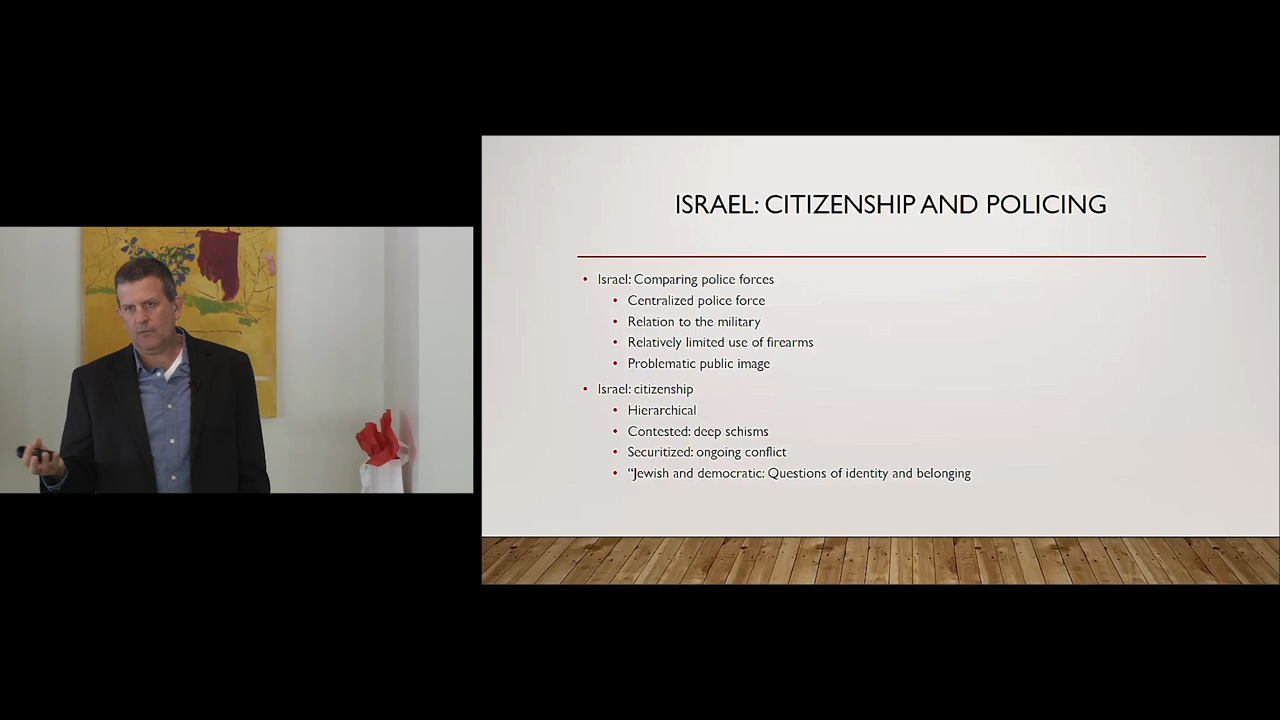 ISRAEL: CITIZENSHIP AND POLICING
• Israel: Comparing police forces
• Centralized police force
• Relation to the military
• Relatively limited use of firearms
• Problematic public image
• Israel: citizenship
• Hierarchical
• Contested: deep schisms
• Securitized: ongoing conflict
• “Jewish and democratic: Questions of identity and belonging